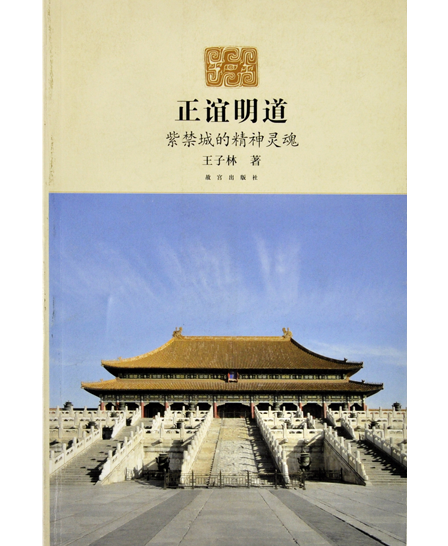 正谊明道
紫禁城的精神灵魂
王子林 著
故宫出版社